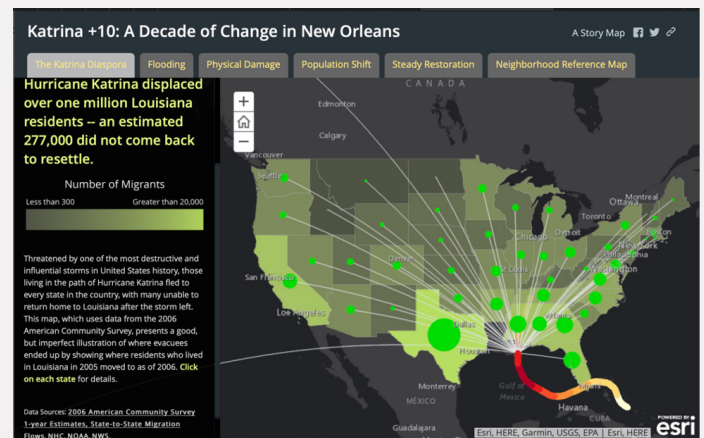 Katrina +10: A Decade of Change in New Orleans
A Story Map
The Katrina Diaspora
Flooding
Physical Damage
Population Shift
Steady Restoration
Neighborhood Reference Map
Hurricane Katrina displaced
over one million Louisiana
residents -- an estimated
277,000 did not come back
to resettle.
Number of Migrants
Less than 300
Greater than 20,000
Threatened by one of the most destructive and
influential storms in United States history, those
living in the path of Hurricane Katrina fled to
every state in the country, with many unable to
return home to Louisiana after the storm left.
This map, which uses data from the 2006
American Community Survey, presents a good,
but imperfect illustration of where evacuees
ended up by showing where residents who lived
in Louisiana in 2005 moved to as of 2006. Click
on each state for details.
Data Sources: 2006 American Community Survey
1-year Estimates, State-to-State Migration
Flows, NHC, NOAA, NWS.
+
−
CANADA
Edmonton
Calgary
Vancouver
Seattle
Montreal
Ottawa
Toronto
Boston
Detroit
Chicago
New York
Philadelphia
Washington
Denver
St Louis
San Francisco
Los Angeles
Atlanta
Dallas
Houston
Monterrey
Gulf of
Mexico
Miami
MÉXICO
Havana
CUBA
Guadalajara
Esri, HERE, Garmin, USGS, EPA | Esri, HERE
POWERED BY
esri